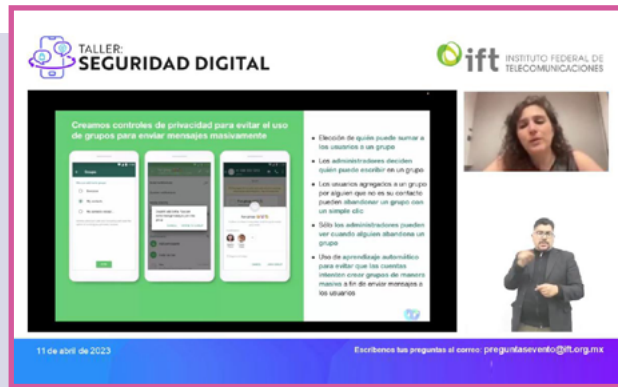 TALLER:
SEGURIDAD DIGITAL
ift INSTITUTO FEDERAL DE
TELECOMUNICACIONES
Creamos controles de privacidad para evitar el uso
de grupos para enviar mensajes masivamente
• Elección de quién puede sumar a
los usuarios a un grupo
• Los administradores deciden
quién puede escribir en un grupo
• Los usuarios agregados a un grupo
por alguien que no es su contacto
pueden abandonar un grupo con
un simple clic
• Sólo los administradores pueden
ver cuando alguien abandona un
grupo
• Uso de aprendizaje automático
para evitar que las cuentas
intenten crear grupos de manera
masiva a fin de enviar mensajes a
los usuarios
11 de abril de 2023
Escríbenos tus preguntas al correo: preguntasevento@ift.org.mx